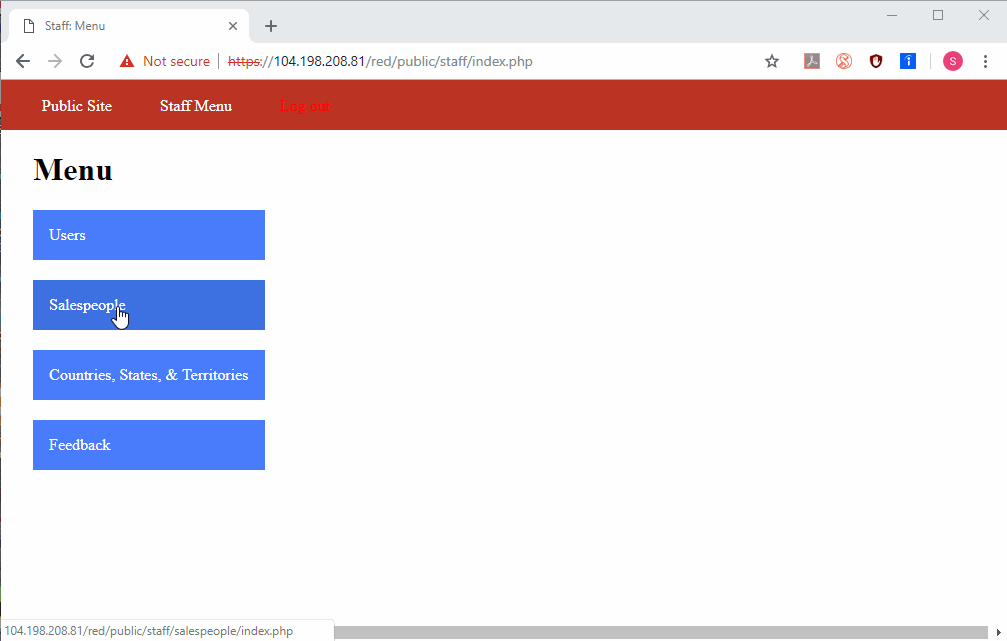 Staff: Menu
Not secure
https://104.198.208.81/red/public/staff/index.php
S
Public Site
Staff Menu
Log out
Menu
Users
Salespeople
Countries, States, & Territories
Feedback
104.198.208.81/red/public/staff/salespeople/index.php